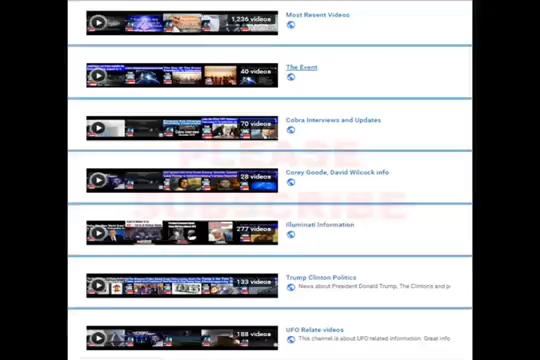 1,236 videos
Most Recent Videos
40 videos
The Event
70 videos
Cobra Interviews and Updates
PLEASE
28 videos
Corey Goode, David Wilcock info
SUBSCRIBE
277 videos
Illuminati Information
133 videos
Trump Clinton Politics
News about President Donald Trump, The Clintons and p
188 videos
UFO Relate videos
This channel is about UFO related information. Great info